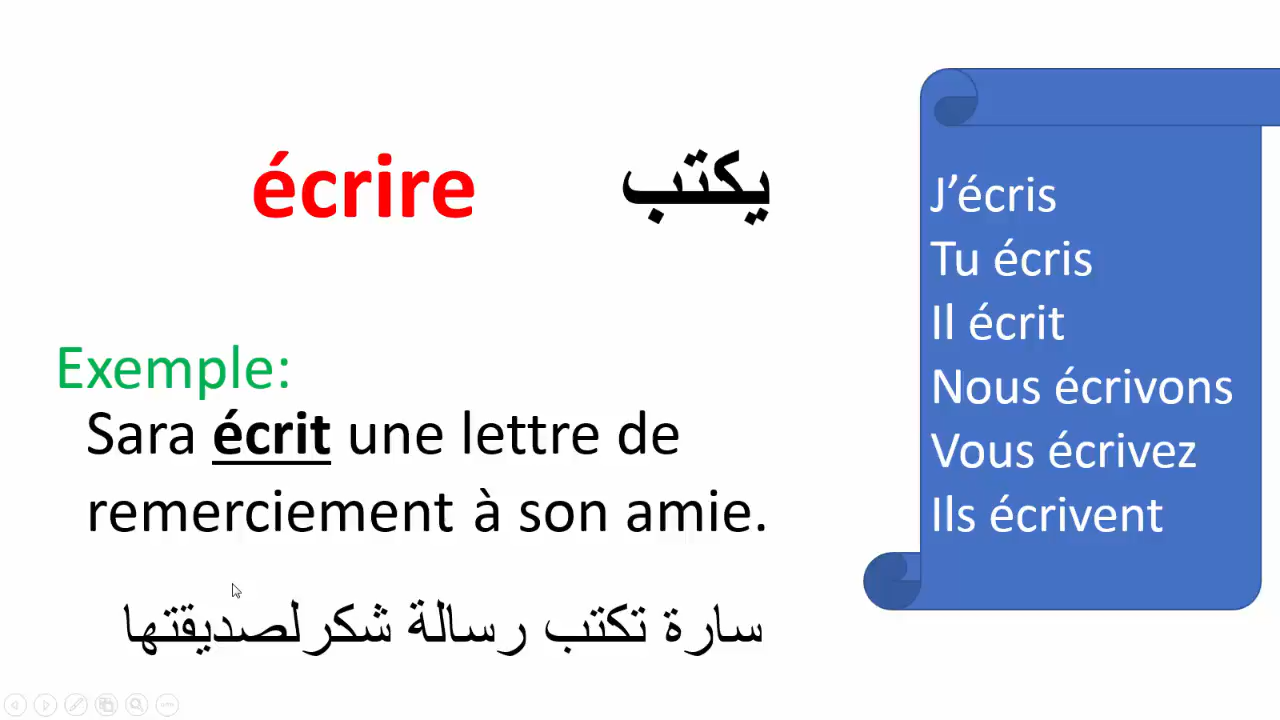 écrire
يكتب
Exemple:
Sara écrit une lettre de
remerciement à son amie.
سارة تكتب رسالة شكرلصديقتها
J’écris
Tu écris
Il écrit
Nous écrivons
Vous écrivez
Ils écrivent